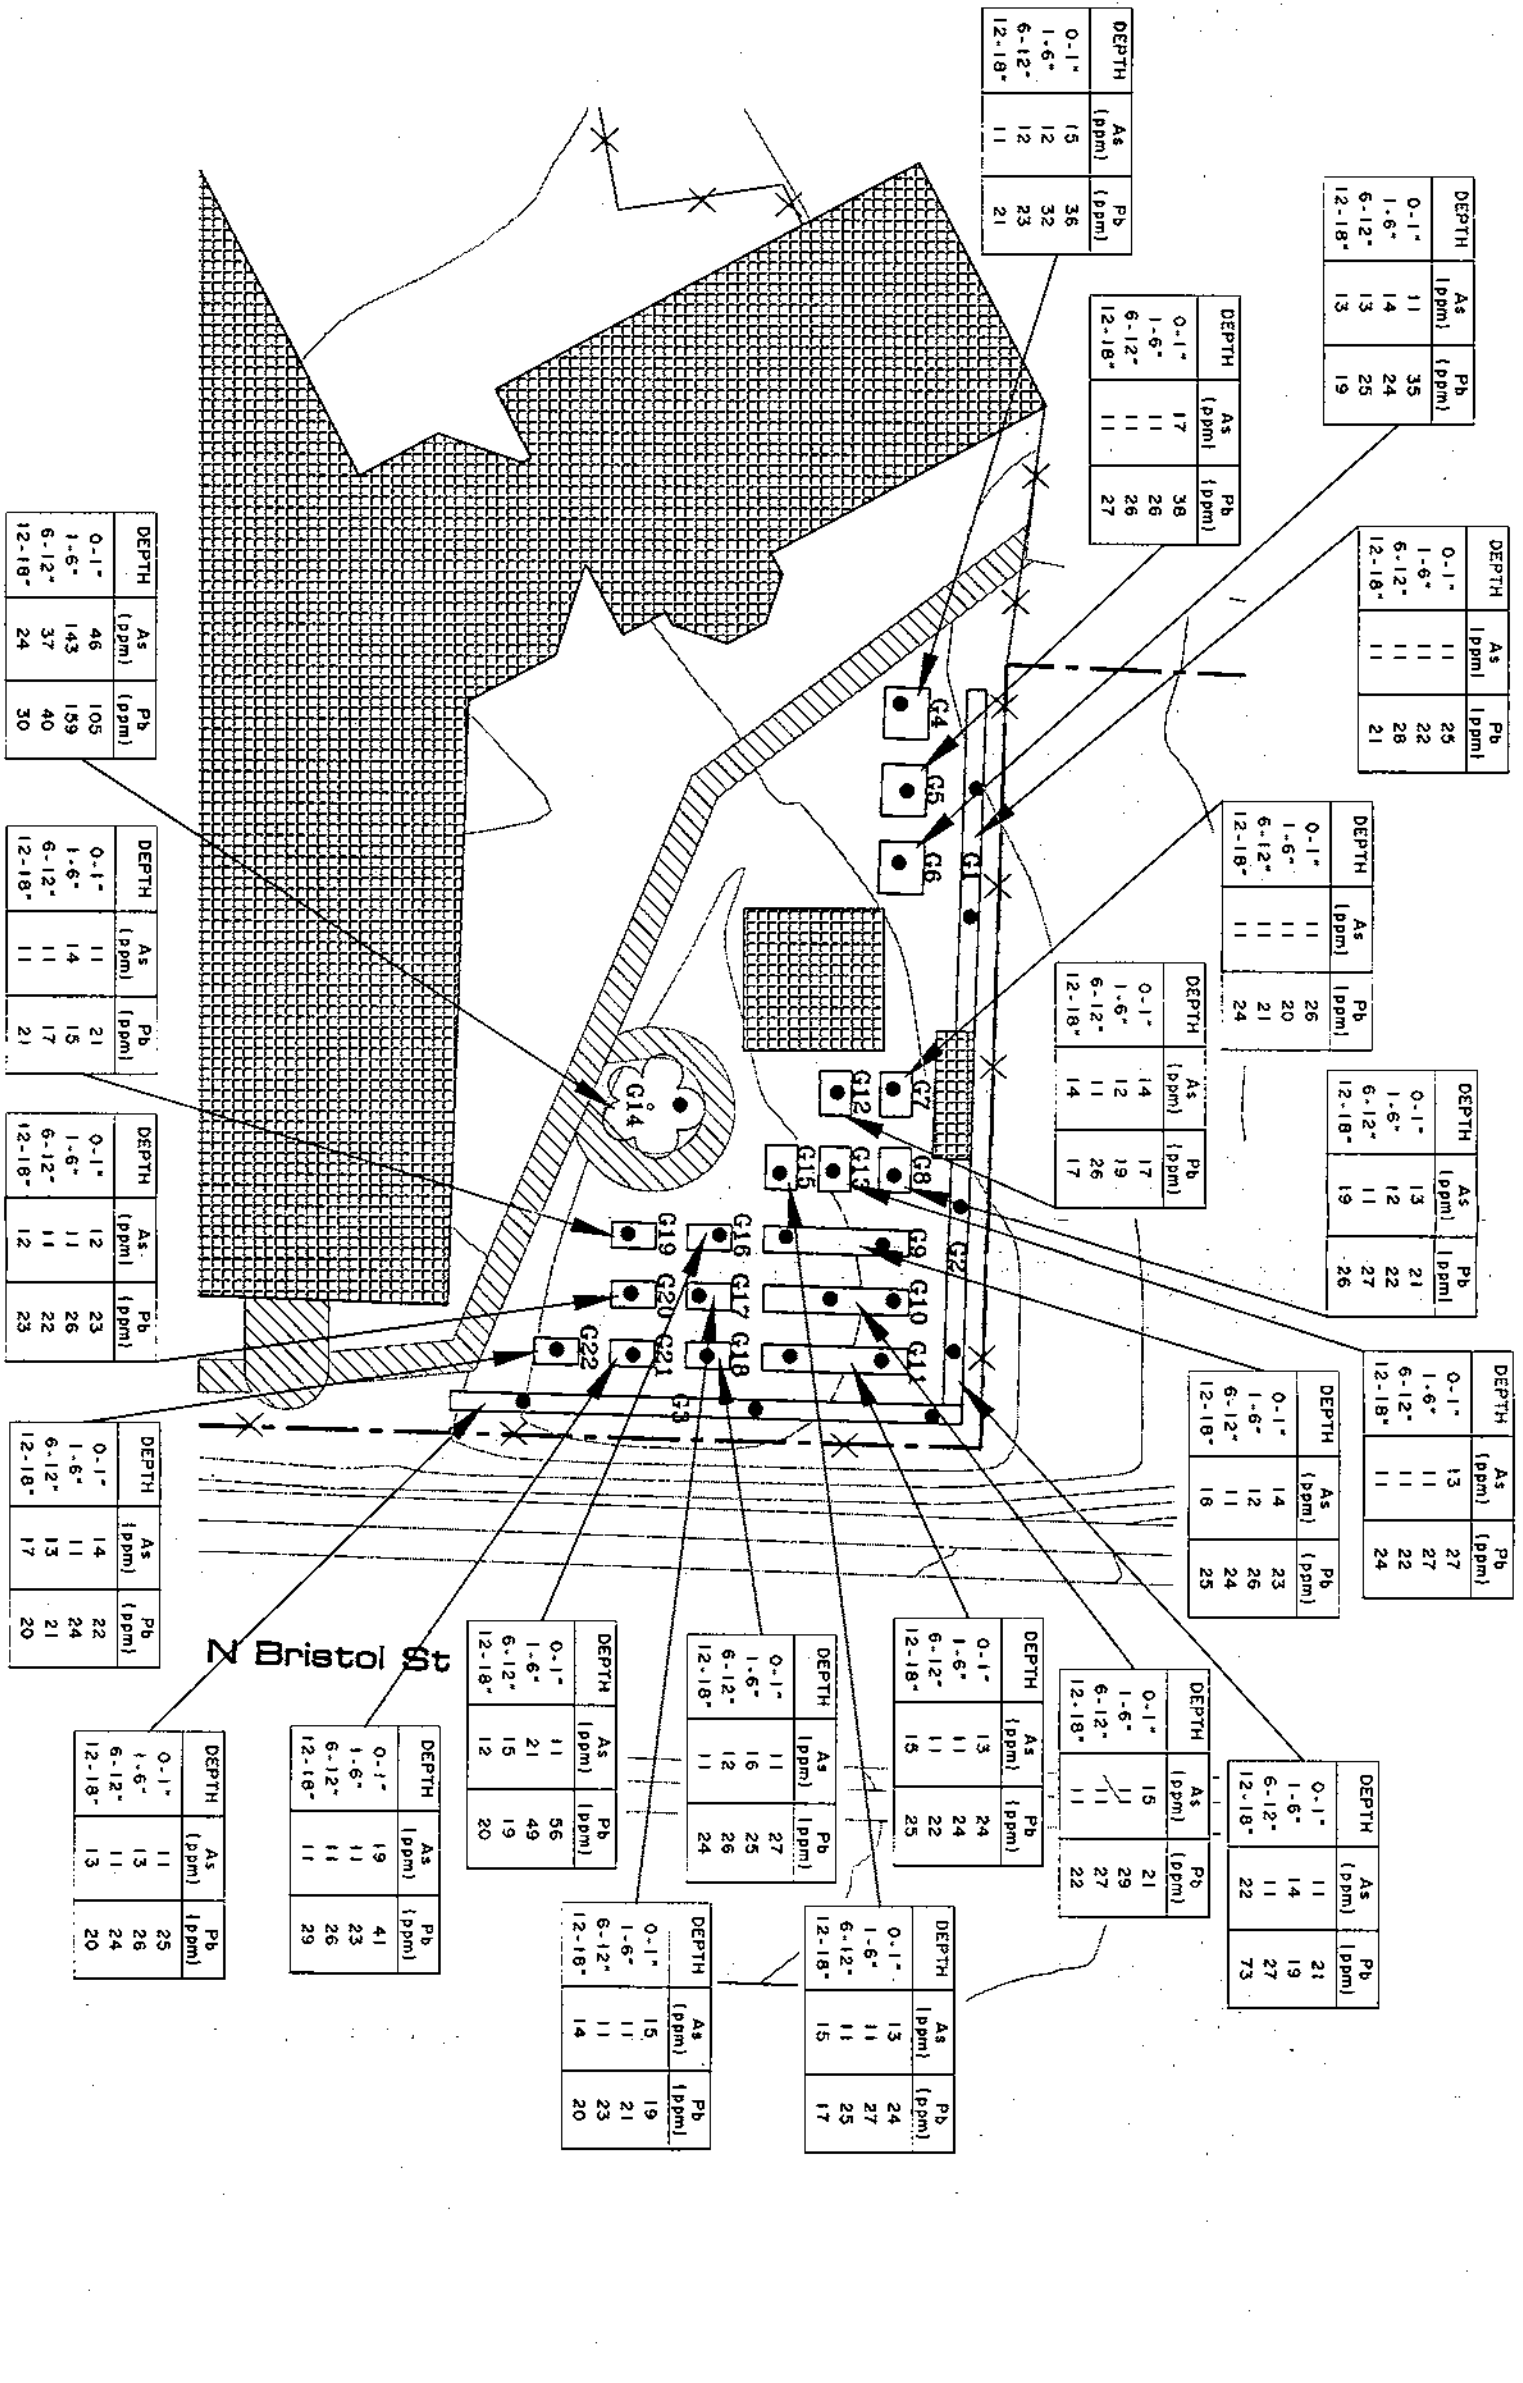 DEPTH As (ppm) Pb (ppm)
0-1" 15 36
1-6" 12 32
6-12" 12 23
12-18" 11 21
DEPTH As (ppm) Pb (ppm)
0-1" 11 35
1-6" 14 24
6-12" 13 25
12-18" 13 19
DEPTH As (ppm) Pb (ppm)
0-1" 17 38
1-6" 11 26
6-12" 11 26
12-18" 11 27
DEPTH As (ppm) Pb (ppm)
0-1" 11 25
1-6" 11 22
6-12" 11 28
12-18" 11 21
DEPTH As (ppm) Pb (ppm)
0-1" 11 26
1-6" 11 20
6-12" 11 21
12-18" 11 24
DEPTH As (ppm) Pb (ppm)
0-1" 14 17
1-6" 12 19
6-12" 11 26
12-18" 14 17
DEPTH As (ppm) Pb (ppm)
0-1" 13 21
1-6" 12 22
6-12" 11 27
12-18" 19 26
DEPTH As (ppm) Pb (ppm)
0-1" 13 27
1-6" 11 27
6-12" 11 22
12-18" 11 24
DEPTH As (ppm) Pb (ppm)
0-1" 14 23
1-6" 12 26
6-12" 11 24
12-18" 16 25
DEPTH As (ppm) Pb (ppm)
0-1" 46 105
1-6" 143 159
6-12" 37 40
12-18" 24 30
DEPTH As (ppm) Pb (ppm)
0-1" 11 21
1-6" 14 15
6-12" 11 17
12-18" 11 21
DEPTH As (ppm) Pb (ppm)
0-1" 12 23
1-6" 11 26
6-12" 11 22
12-18" 12 23
DEPTH As (ppm) Pb (ppm)
0-1" 14 22
1-6" 11 24
6-12" 13 21
12-18" 17 20
G4
G5
G6
G1
G7
G12
G8
G13
G15
G14
G9
G2
G16
G19
G10
G17
G20
G11
G18
G21
G22
G3
N Bristol St
DEPTH As (ppm) Pb (ppm)
0-1" 11 21
1-6" 14 19
6-12" 11 27
12-18" 22 73
DEPTH As (ppm) Pb (ppm)
0-1" 15 21
1-6" 11 29
6-12" 11 27
12-18" 11 22
DEPTH As (ppm) Pb (ppm)
0-1" 13 24
1-6" 11 24
6-12" 11 22
12-18" 15 25
DEPTH As (ppm) Pb (ppm)
0-1" 11 27
1-6" 16 25
6-12" 12 26
12-18" 11 24
DEPTH As (ppm) Pb (ppm)
0-1" 11 56
1-6" 21 49
6-12" 15 19
12-18" 12 20
DEPTH As (ppm) Pb (ppm)
0-1" 19 41
1-6" 11 23
6-12" 11 26
12-18" 11 29
DEPTH As (ppm) Pb (ppm)
0-1" 11 25
1-6" 13 26
6-12" 11 24
12-18" 13 20
DEPTH As (ppm) Pb (ppm)
0-1" 13 24
1-6" 11 27
6-12" 11 25
12-18" 15 17
DEPTH As (ppm) Pb (ppm)
0-1" 15 19
1-6" 11 21
6-12" 11 23
12-18" 14 20